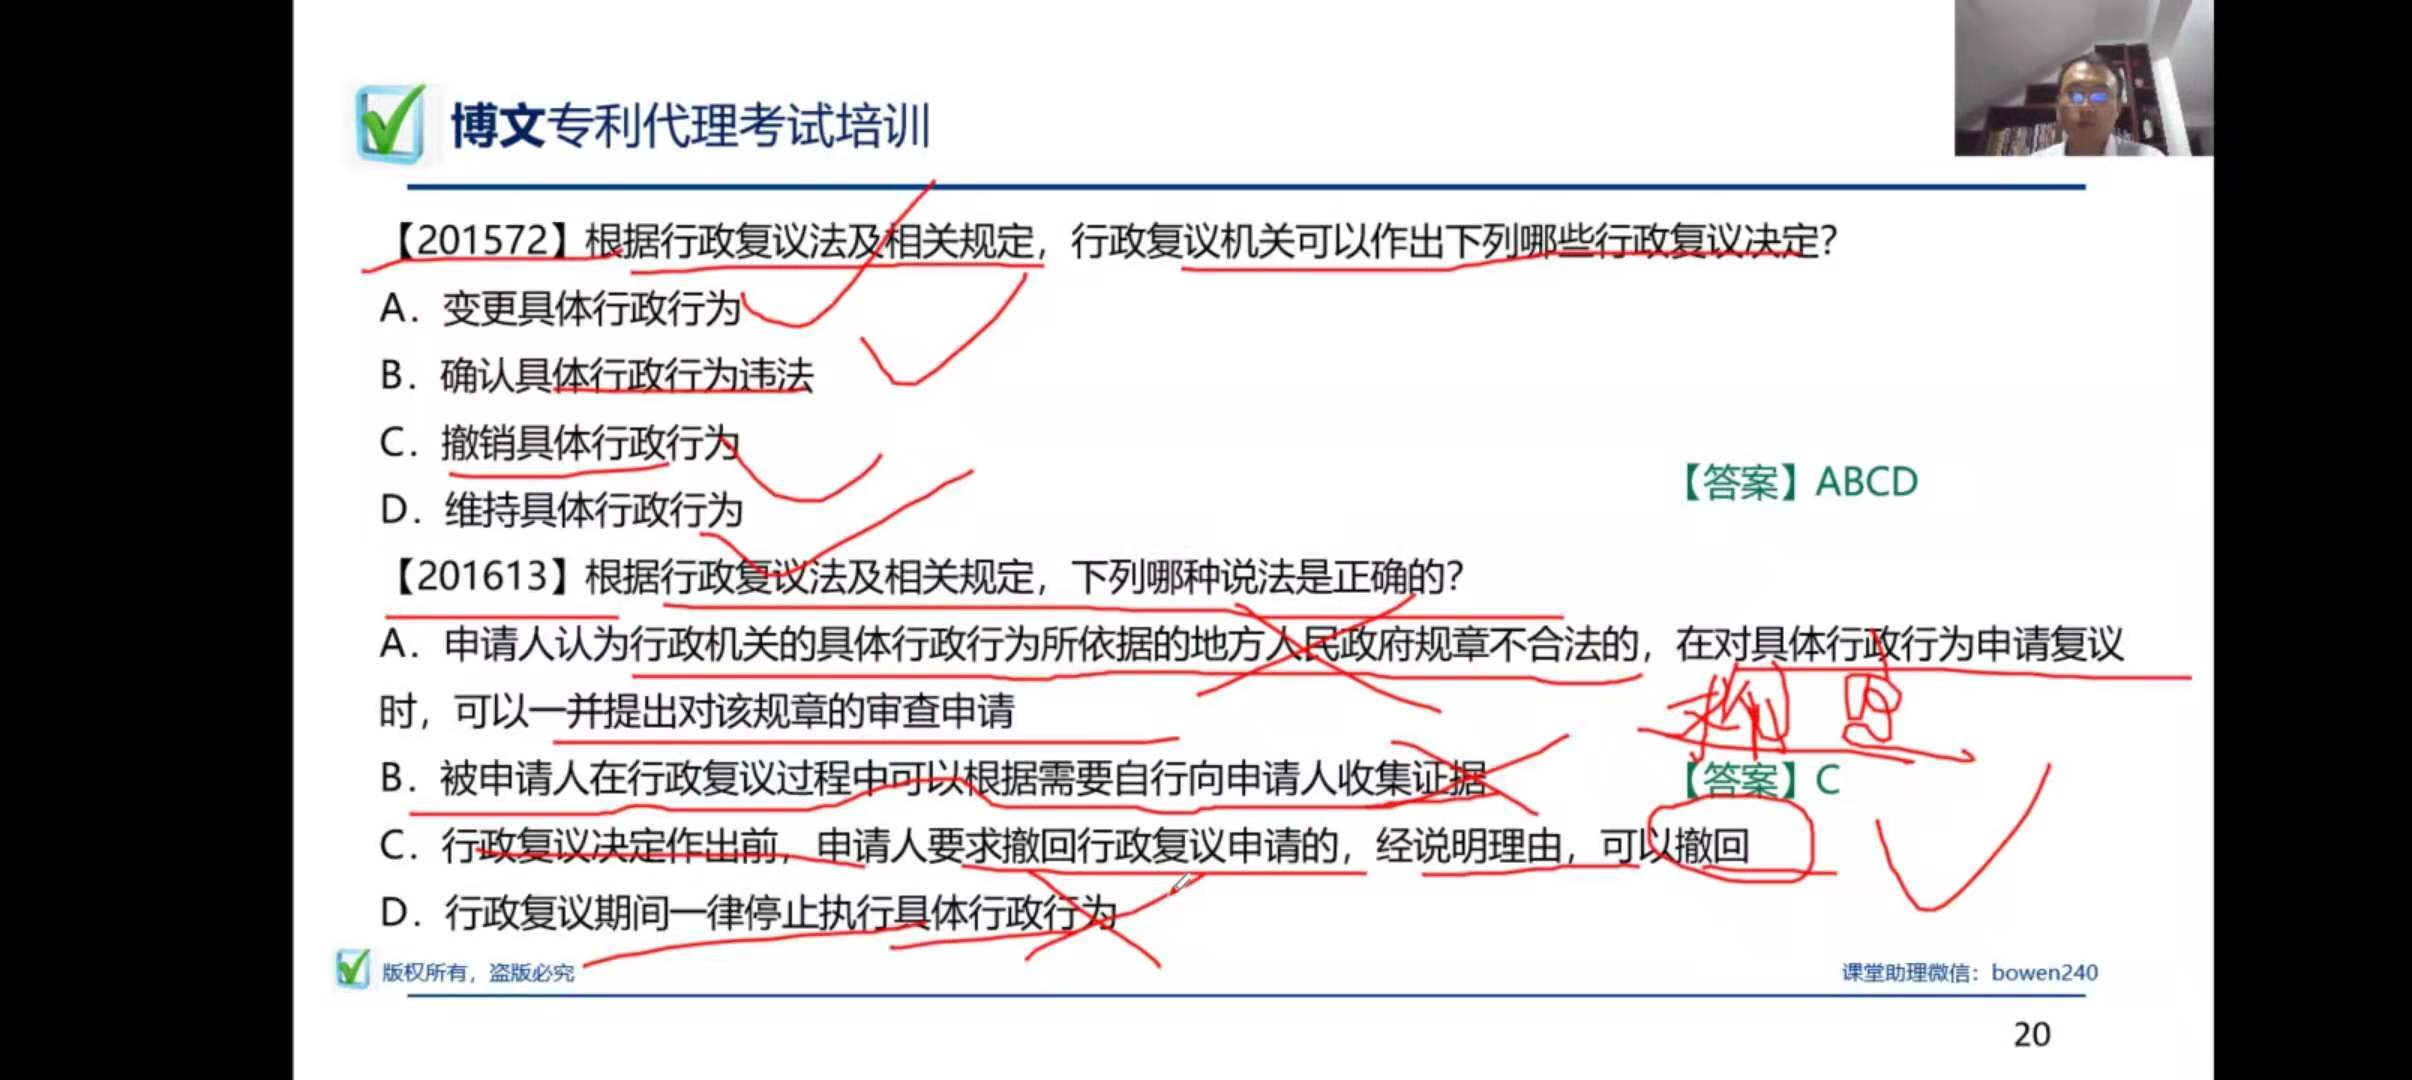 博文专利代理考试培训
【201572】根据行政复议法及相关规定，行政复议机关可以作出下列哪些行政复议决定？
A．变更具体行政行为
B．确认具体行政行为违法
C．撤销具体行政行为
【答案】ABCD
D．维持具体行政行为
【201613】根据行政复议法及相关规定，下列哪种说法是正确的？
A．申请人认为行政机关的具体行政行为所依据的地方人民政府规章不合法的，在对具体行政行为申请复议
时，可以一并提出对该规章的审查申请
B．被申请人在行政复议过程中可以根据需要自行向申请人收集证据
【答案】C
C．行政复议决定作出前，申请人要求撤回行政复议申请的，经说明理由，可以撤回
D．行政复议期间一律停止执行具体行政行为
版权所有，盗版必究
课堂助理微信：bowen240
20